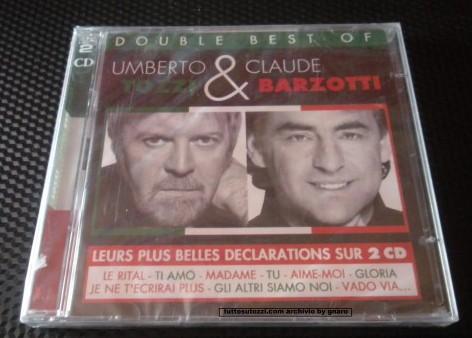 2 CD
DOUBLE BEST OF
UMBERTO & CLAUDE
TOZZI BARZOTTI
LEURS PLUS BELLES DECLARATIONS SUR 2 CD
LE RITAL - TI AMO - MADAME - TU - AIME-MOI - GLORIA
JE NE T'ECRIRAI PLUS - GLI ALTRI SIAMO NOI - VADO VIA...
tuttosutozzi.com archivio by gnaro